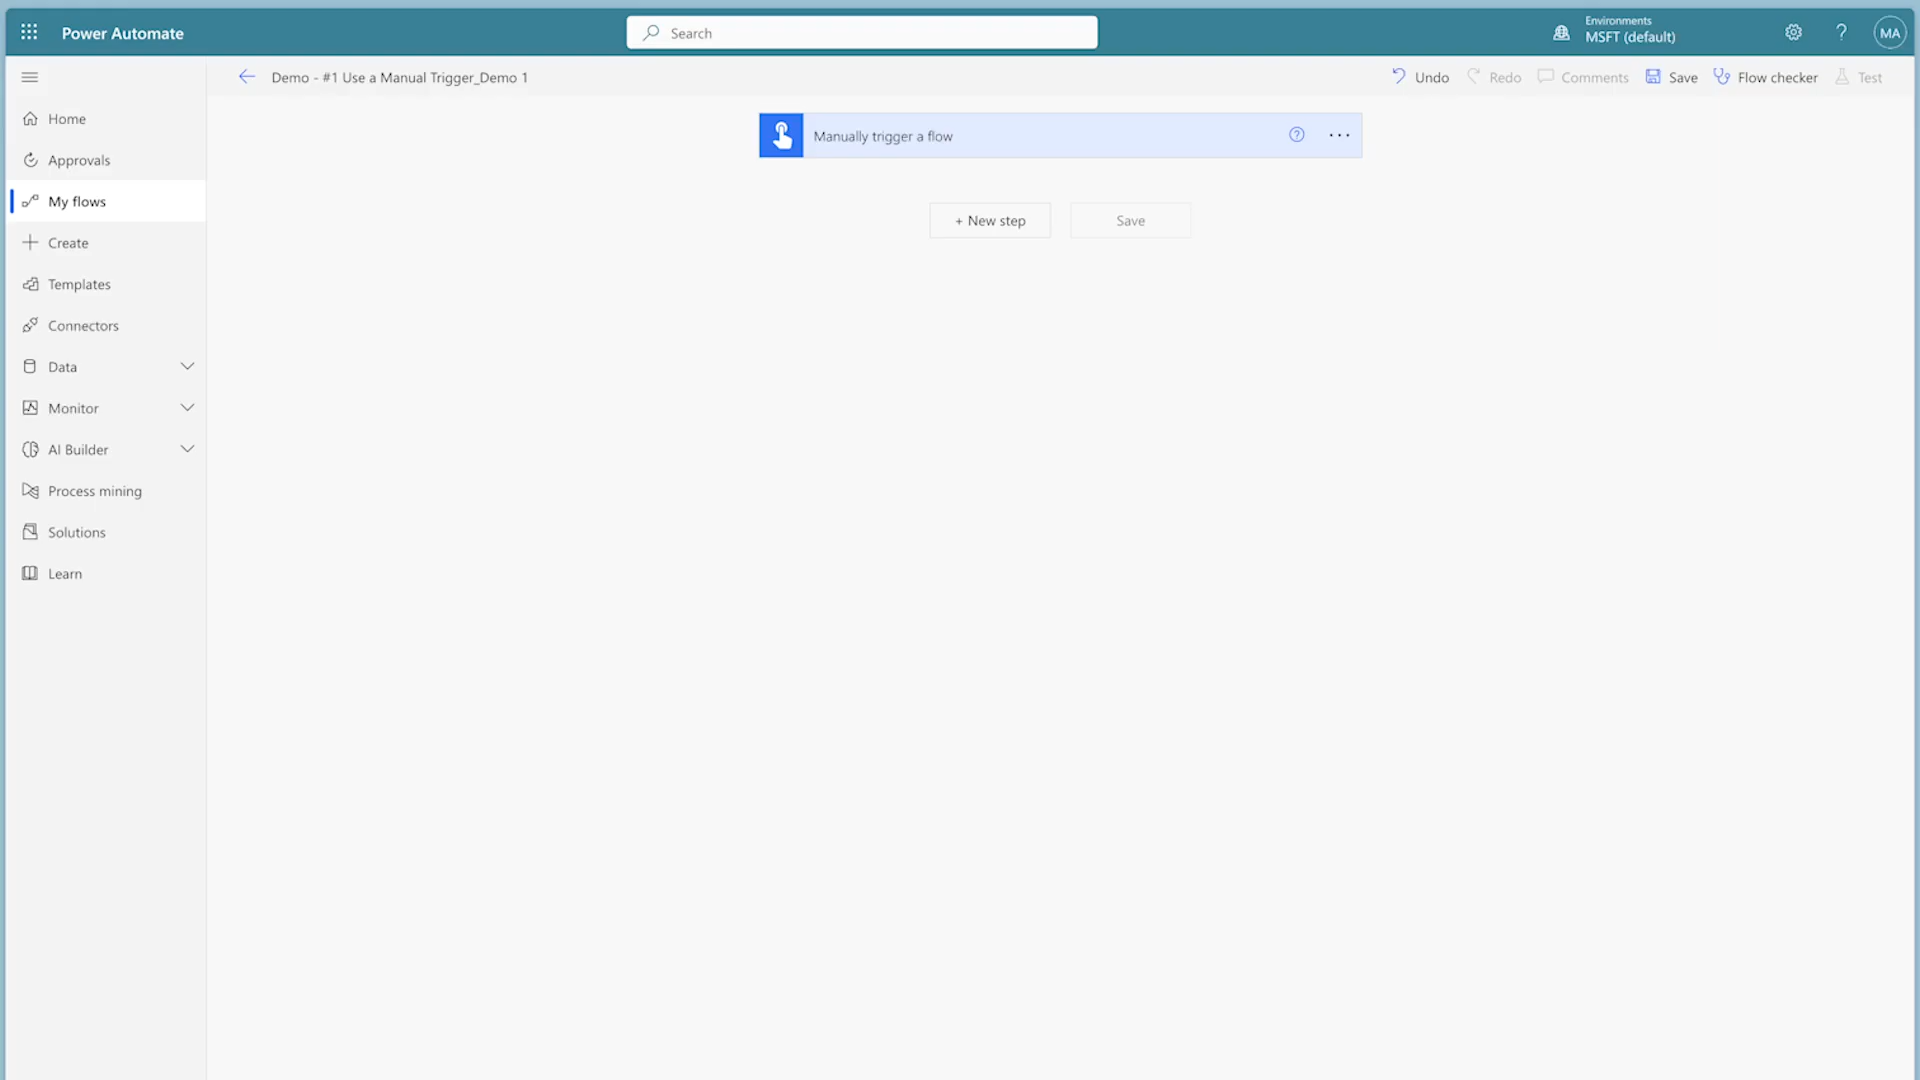 Power Automate
Search
Environments
MSFT (default)
?
MA
Demo - #1 Use a Manual Trigger_Demo 1
Undo
Redo
Comments
Save
Flow checker
Test
Home
Approvals
My flows
Create
Templates
Connectors
Data
Monitor
AI Builder
Process mining
Solutions
Learn
Manually trigger a flow
?
...
+ New step
Save